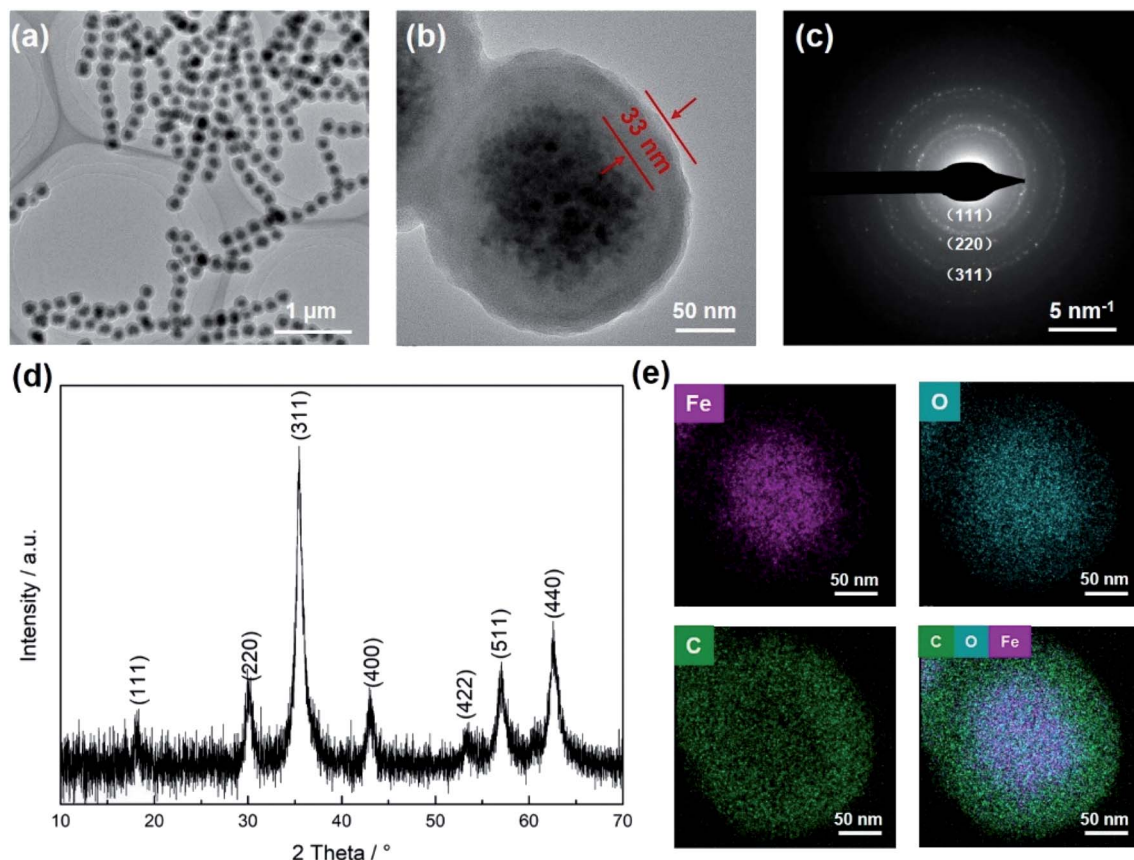 (a)
1 μm
(b)
33 nm
50 nm
(c)
(111)
(220)
(311)
5 nm-1
(d)
Intensity / a.u.
(111)
(220)
(311)
(400)
(422)
(511)
(440)
10 20 30 40 50 60 70
2 Theta / °
(e)
Fe
50 nm
O
50 nm
C
50 nm
C O Fe
50 nm